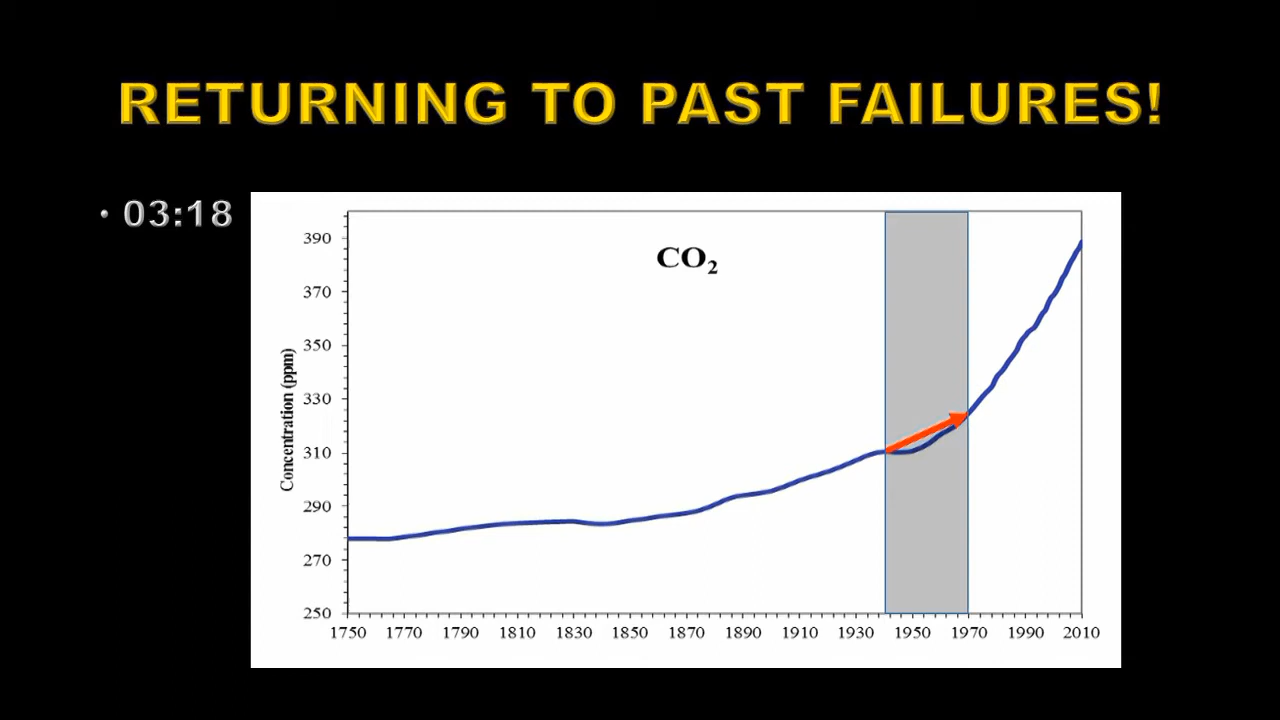 RETURNING TO PAST FAILURES!
• 03:18
CO₂
Concentration (ppm)
390
370
350
330
310
290
270
250
1750 1770 1790 1810 1830 1850 1870 1890 1910 1930 1950 1970 1990 2010